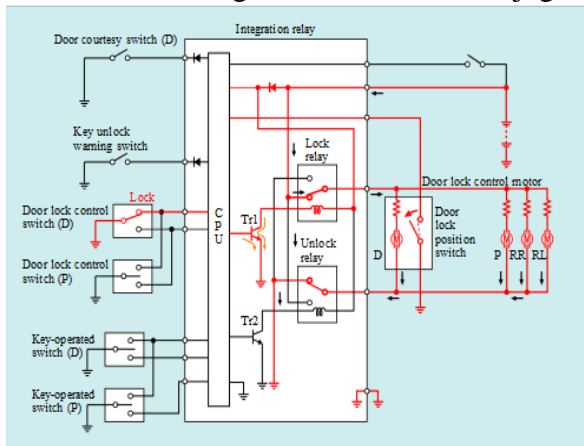 Integration relay
Door courtesy switch (D)
Key unlock
warning switch
Lock
relay
Lock
Door lock control motor
Door lock control
switch (D)
C
P
U
Tr1
Door
lock
position
switch
Unlock
relay
D
P
RR
RL
M
M
M
M
Door lock control
switch (P)
Tr2
Key-operated
switch (D)
Key-operated
switch (P)